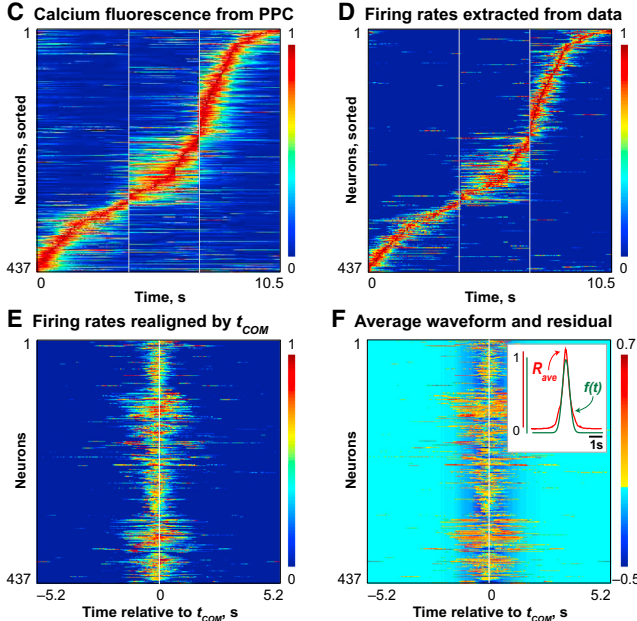 C Calcium fluorescence from PPC
1
Neurons, sorted
437
0
10.5
Time, s
1
0
D Firing rates extracted from data
1
Neurons, sorted
437
0
10.5
Time, s
1
0
E Firing rates realigned by tCOM
1
Neurons
437
−5.2
0
5.2
Time relative to tCOM, s
1
0
F Average waveform and residual
1
Neurons
437
−5.2
0
5.2
Time relative to tCOM, s
0.7
−0.5
1
0
Rave
f(t)
1s